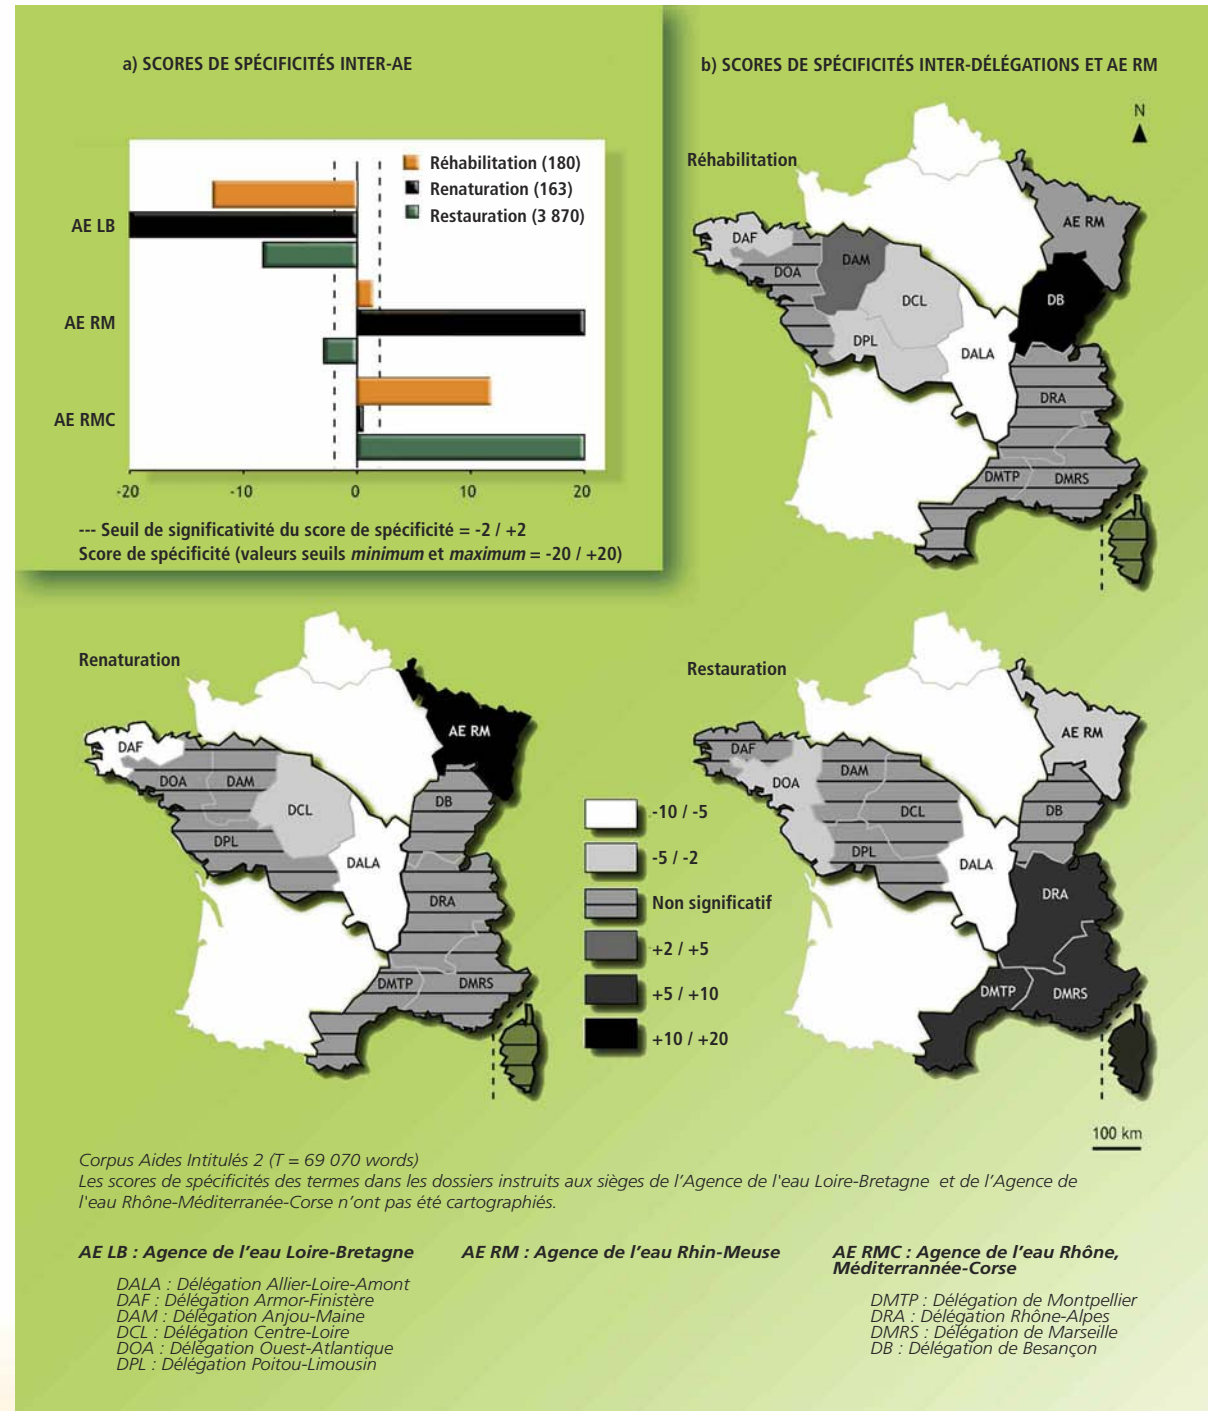 a) SCORES DE SPÉCIFICITÉS INTER-AE
Réhabilitation (180)
Renaturation (163)
Restauration (3 870)
AE LB
AE RM
AE RMC
-20
-10
0
10
20
--- Seuil de significativité du score de spécificité = -2 / +2
Score de spécificité (valeurs seuils minimum et maximum = -20 / +20)
b) SCORES DE SPÉCIFICITÉS INTER-DÉLÉGATIONS ET AE RM
N
Réhabilitation
AE RM
DAF
DOA
DAM
DCL
DB
DPL
DALA
DRA
DMTP
DMRS
Renaturation
AE RM
DAF
DOA
DAM
DCL
DB
DPL
DALA
DRA
DMTP
DMRS
-10 / -5
-5 / -2
Non significatif
+2 / +5
+5 / +10
+10 / +20
Restauration
AE RM
DAF
DOA
DAM
DCL
DB
DPL
DALA
DRA
DMTP
DMRS
100 km
Corpus Aides Intitulés 2 (T = 69 070 words)
Les scores de spécificités des termes dans les dossiers instruits aux sièges de l'Agence de l'eau Loire-Bretagne et de l'Agence de
l'eau Rhône-Méditerranée-Corse n'ont pas été cartographiés.
AE LB : Agence de l'eau Loire-Bretagne
DALA : Délégation Allier-Loire-Amont
DAF : Délégation Armor-Finistère
DAM : Délégation Anjou-Maine
DCL : Délégation Centre-Loire
DOA : Délégation Ouest-Atlantique
DPL : Délégation Poitou-Limousin
AE RM : Agence de l'eau Rhin-Meuse
AE RMC : Agence de l'eau Rhône,
Méditerrannée-Corse
DMTP : Délégation de Montpellier
DRA : Délégation Rhône-Alpes
DMRS : Délégation de Marseille
DB : Délégation de Besançon